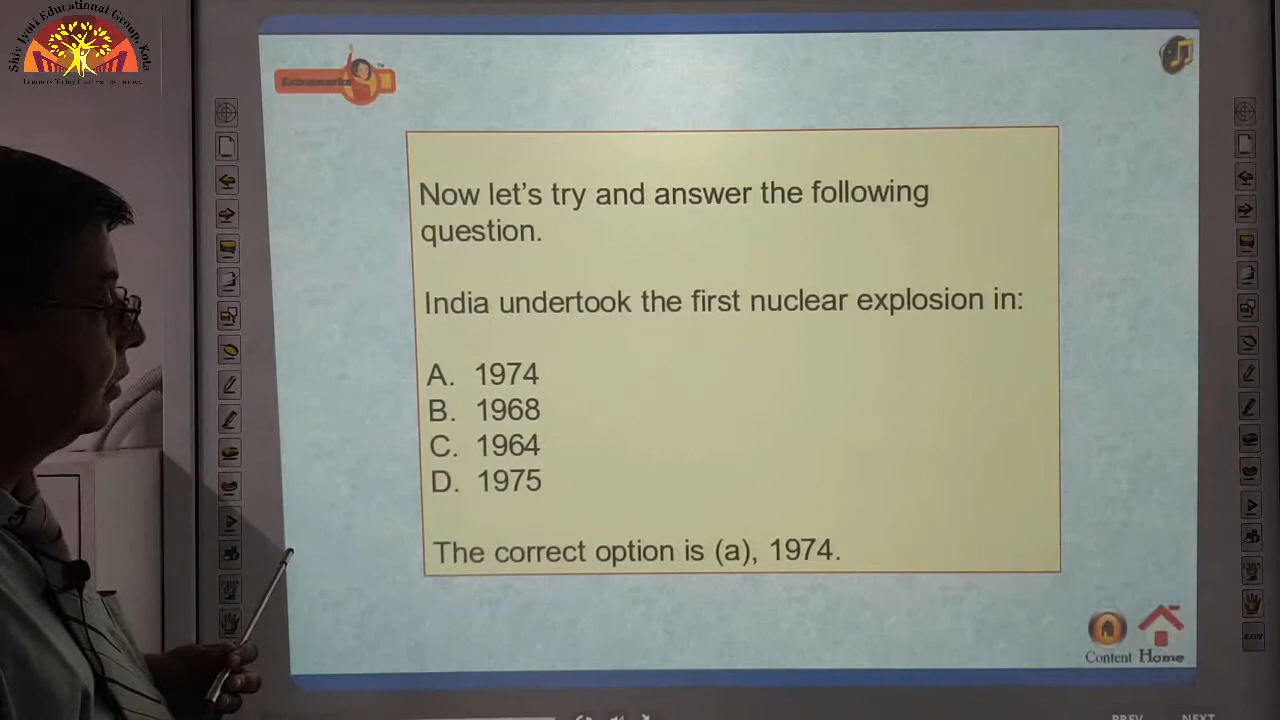 Shiv Jyoti Educational Group, Kota
Extramarks
Now let's try and answer the following
question.
India undertook the first nuclear explosion in:
A. 1974
B. 1968
C. 1964
D. 1975
The correct option is (a), 1974.
Content Home
PREV NEXT